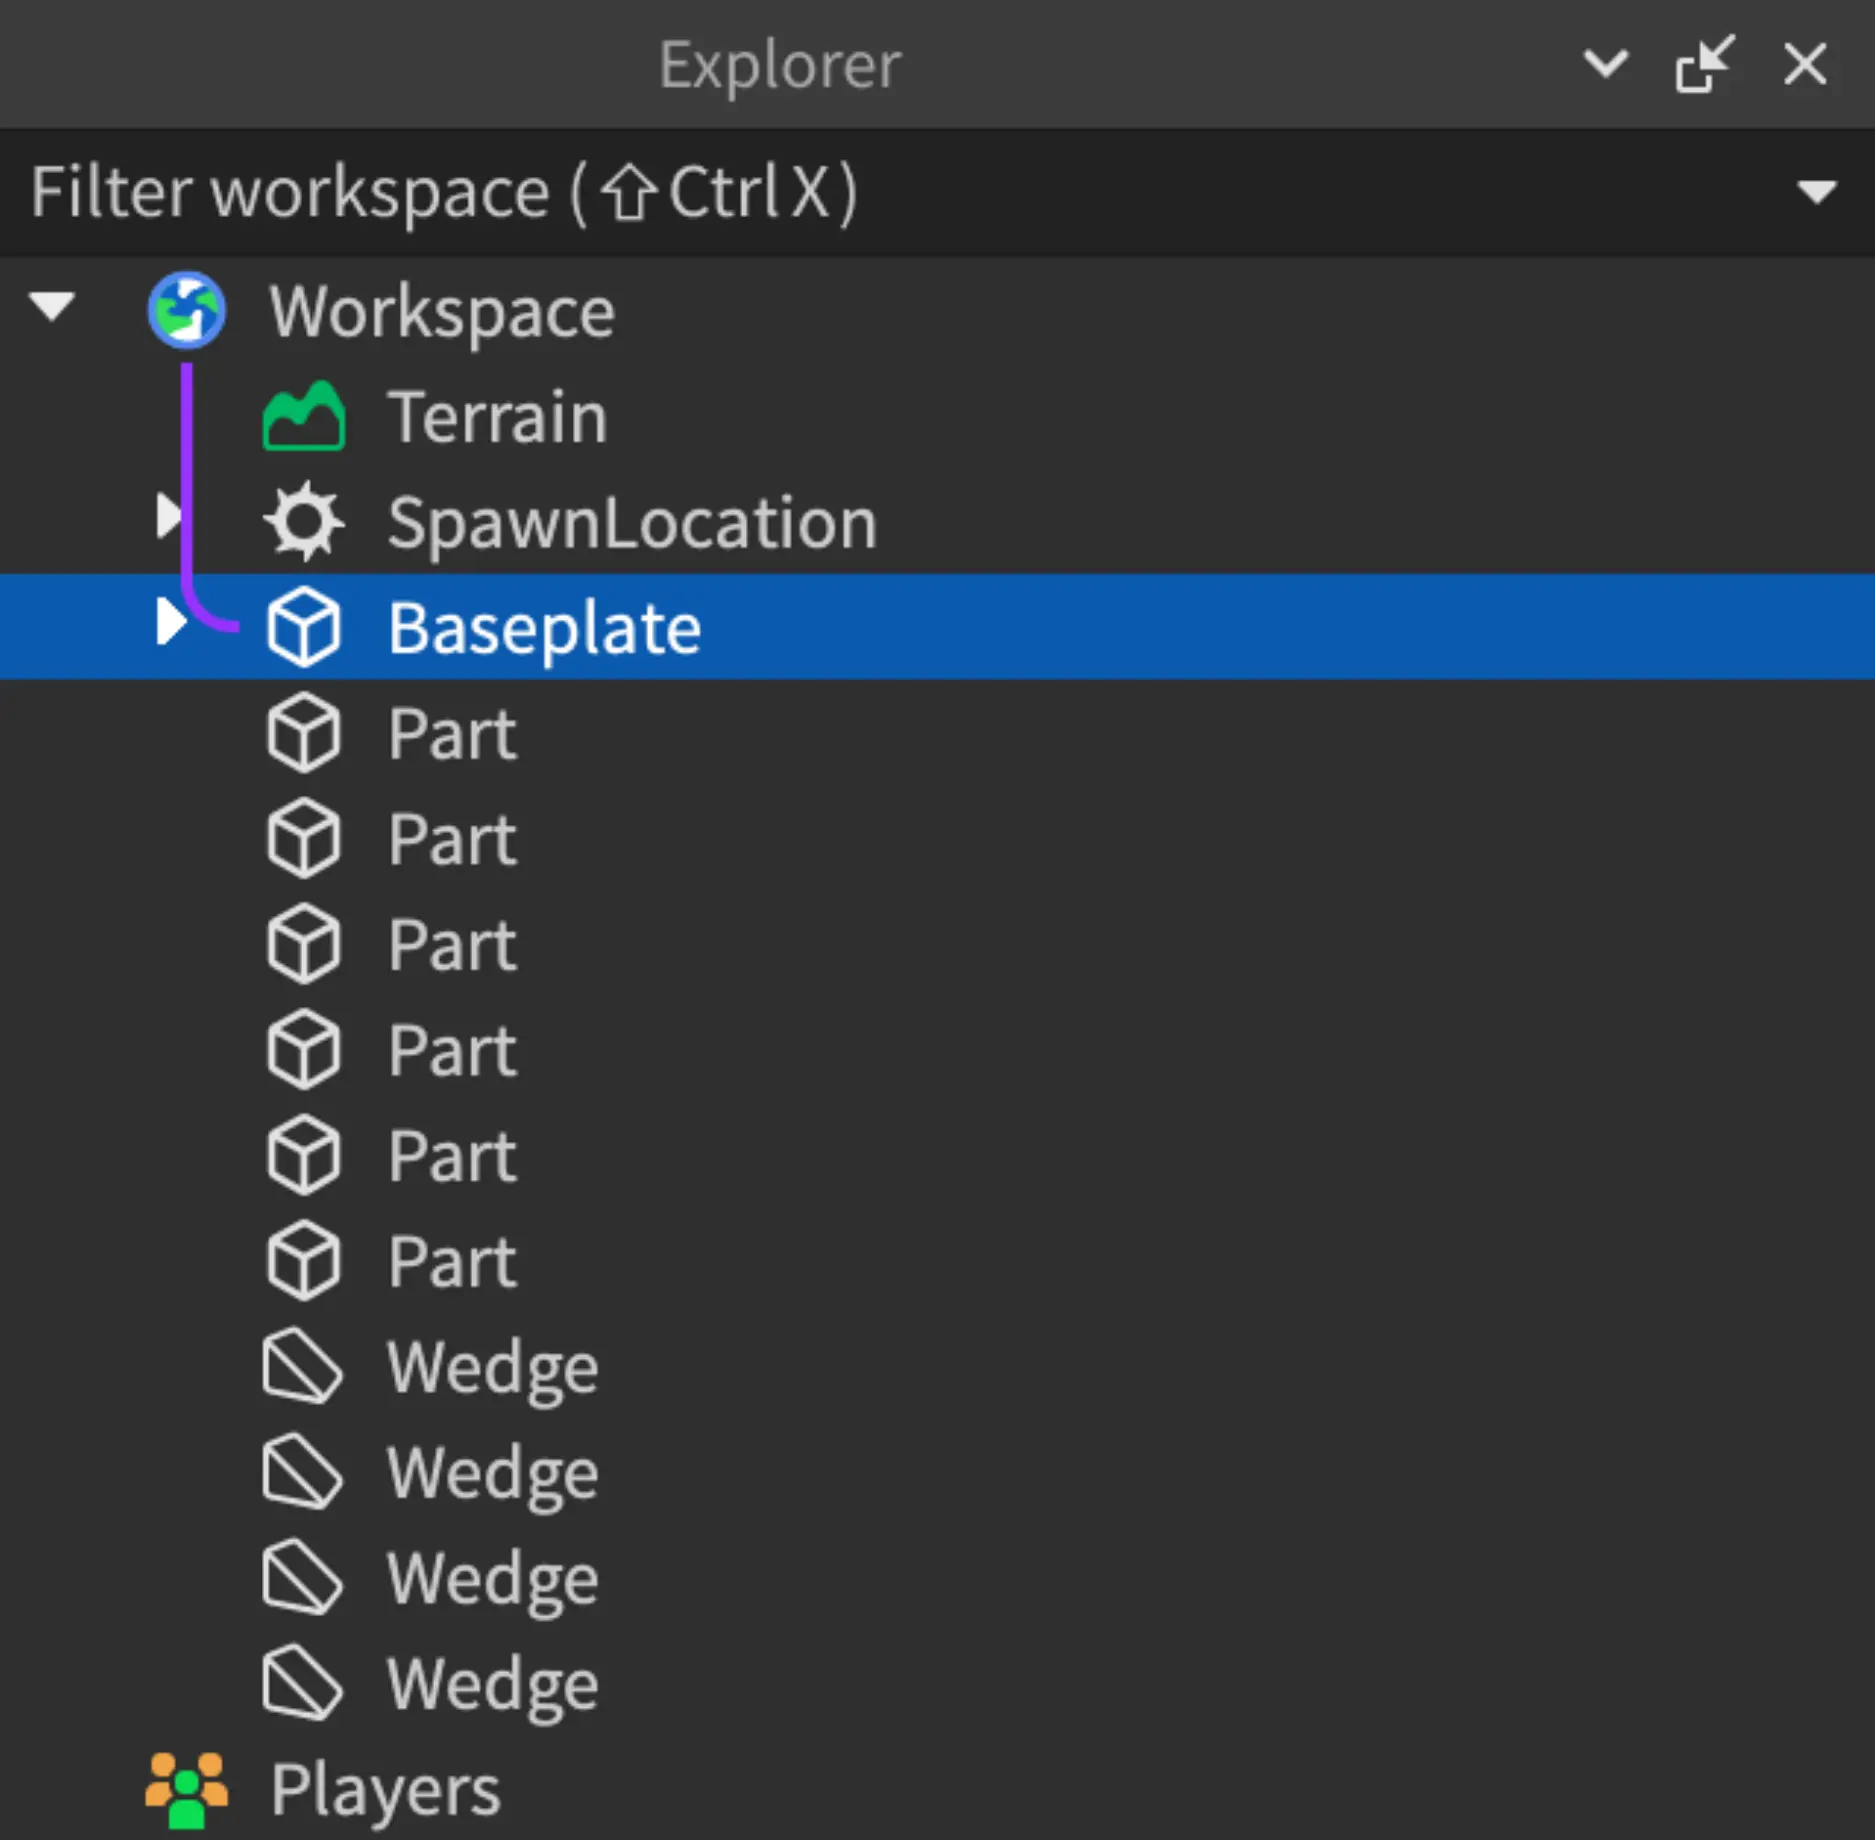 Explorer
Filter workspace (⇧Ctrl X)
Workspace
Terrain
SpawnLocation
Baseplate
Part
Part
Part
Part
Part
Part
Wedge
Wedge
Wedge
Wedge
Players